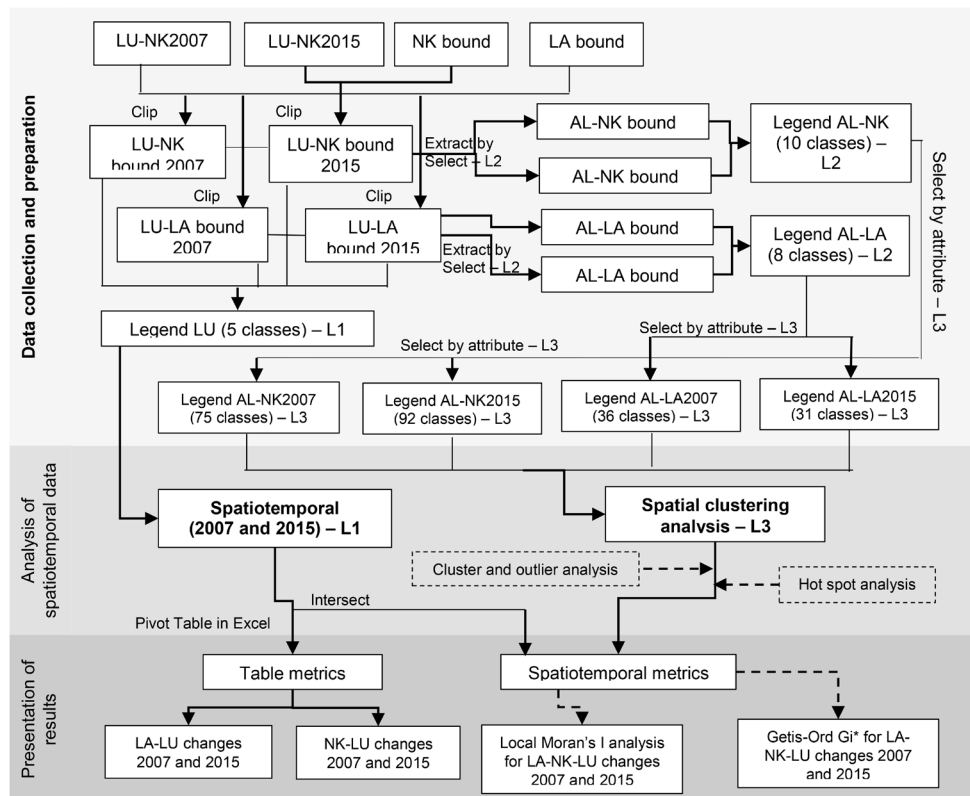 LU-NK2007
LU-NK2015
NK bound
LA bound
Clip
Clip
LU-NK
bound 2007
LU-NK bound
2015
Extract by
Select – L2
AL-NK bound
AL-NK bound
Legend AL-NK
(10 classes) –
L2
Clip
Clip
LU-LA bound
2007
LU-LA
bound 2015
Extract by
Select – L2
AL-LA bound
AL-LA bound
Legend AL-LA
(8 classes) – L2
Select by attribute – L3
Data collection and preparation
Legend LU (5 classes) – L1
Select by attribute – L3
Select by attribute – L3
Legend AL-NK2007
(75 classes) – L3
Legend AL-NK2015
(92 classes) – L3
Legend AL-LA2007
(36 classes) – L3
Legend AL-LA2015
(31 classes) – L3
Analysis of
spatiotemporal data
Spatiotemporal
(2007 and 2015) – L1
Spatial clustering
analysis – L3
Cluster and outlier analysis
Hot spot analysis
Intersect
Pivot Table in Excel
Presentation of
results
Table metrics
Spatiotemporal metrics
LA-LU changes
2007 and 2015
NK-LU changes
2007 and 2015
Local Moran's I analysis
for LA-NK-LU changes
2007 and 2015
Getis-Ord Gi* for LA-
NK-LU changes 2007
and 2015